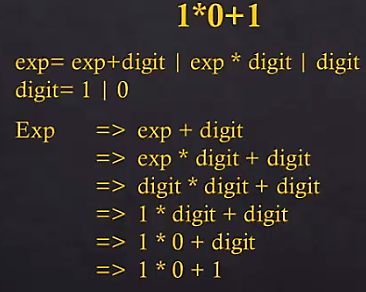 1*0+1
exp= exp+digit | exp * digit | digit
digit= 1 | 0
Exp => exp + digit
=> exp * digit + digit
=> digit * digit + digit
=> 1 * digit + digit
=> 1 * 0 + digit
=> 1 * 0 + 1